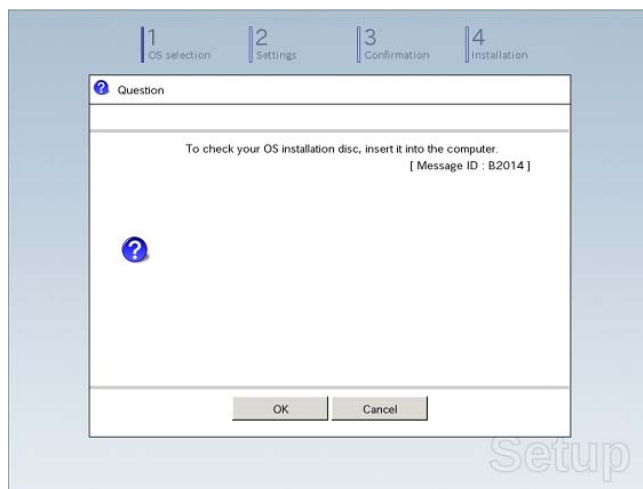 1
OS selection
2
Settings
3
Confirmation
4
Installation
Question
To check your OS installation disc, insert it into the computer.
[ Message ID : B2014 ]
OK
Cancel
Setup